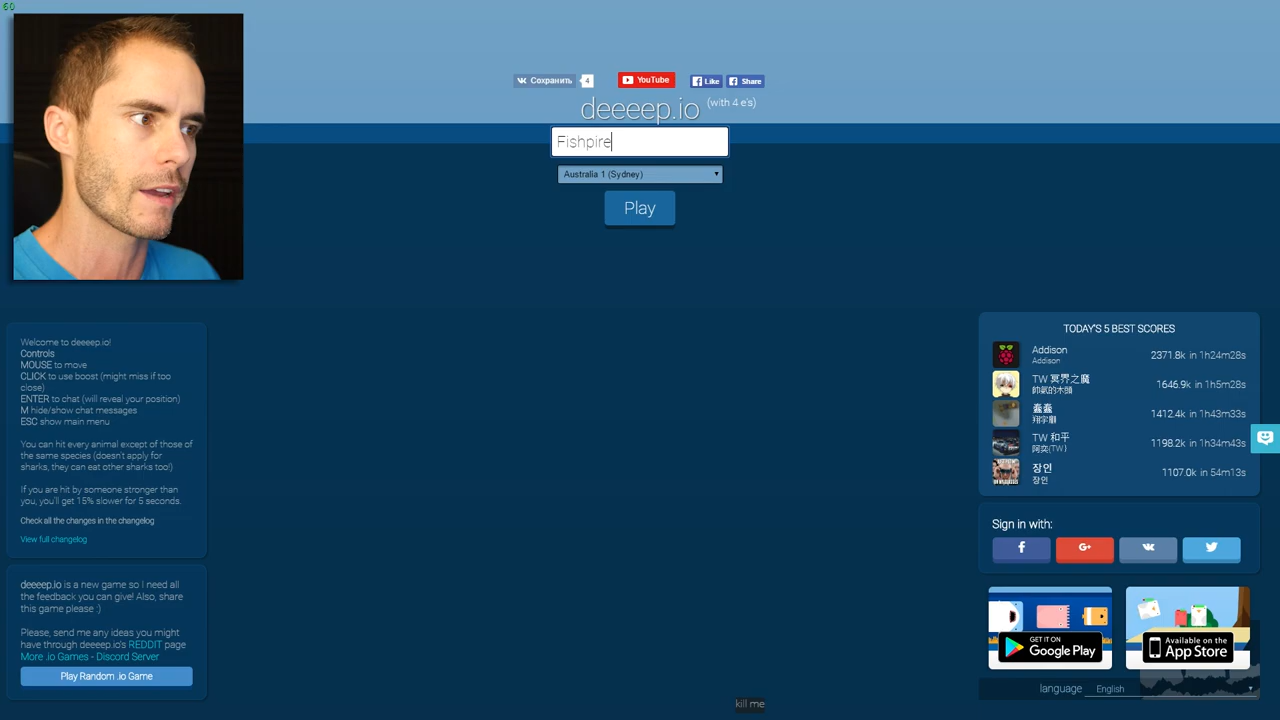 60
Сохранить 4
YouTube
Like
Share
deeeep.io (with 4 e's)
Fishpire
Australia 1 (Sydney)
Play
Welcome to deeeep.io!
Controls
MOUSE to move
CLICK to use boost (might miss if too
close)
ENTER to chat (will reveal your position)
M hide/show chat messages
ESC show main menu
You can hit every animal except of those of
the same species (doesn't apply for
sharks, they can eat other sharks too!)
If you are hit by someone stronger than
you, you'll get 15% slower for 5 seconds.
Check all the changes in the changelog
View full changelog
deeeep.io is a new game so I need all
the feedback you can give! Also, share
this game please :)
Please, send me any ideas you might
have through deeeep.io's REDDIT page
More .io Games - Discord Server
Play Random .io Game
TODAY'S 5 BEST SCORES
Addison
Addison
2371.8k in 1h24m28s
TW 冥界之魔
帥氣的木頭
1646.9k in 1h5m28s
蠢蠢
1412.4k in 1h43m33s
TW 和平
阿奕(TW)
1198.2k in 1h34m43s
장인
장인
1107.0k in 54m13s
Sign in with:
f
G+
GET IT ON
Google Play
Available on the
App Store
language English
kill me